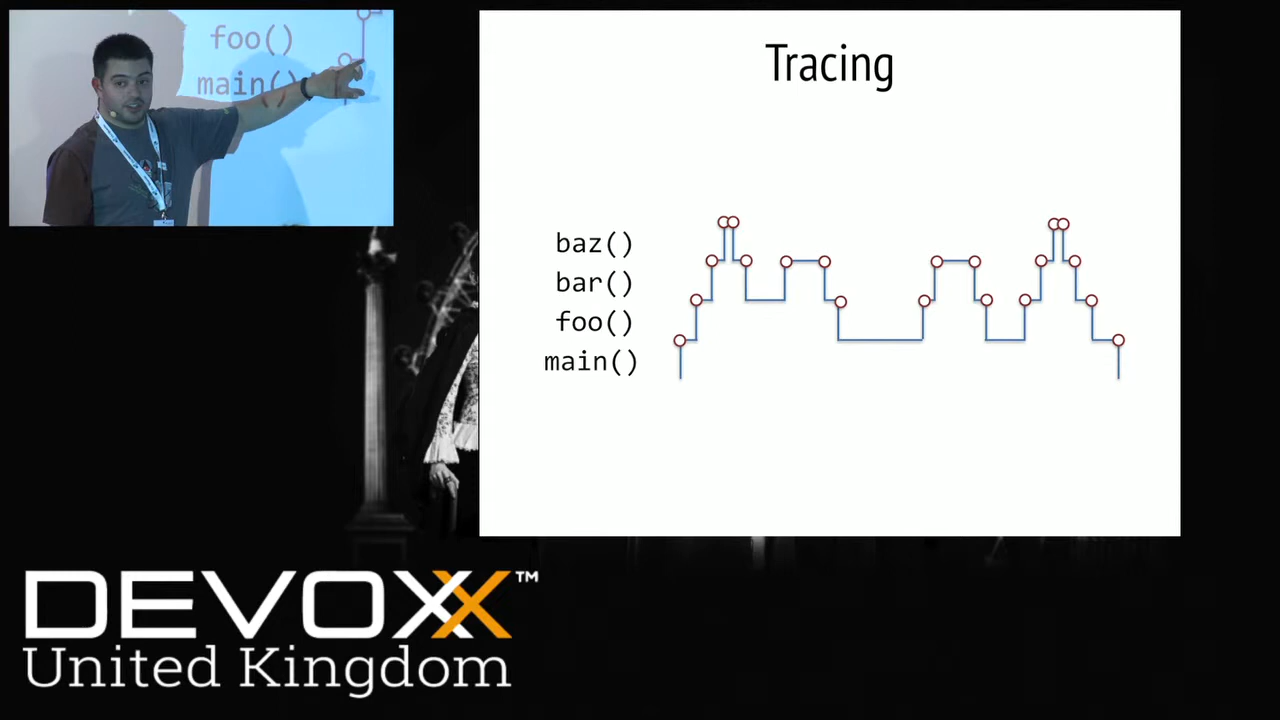 foo()
main()
Tracing
baz()
bar()
foo()
main()
DEVOXX™
United Kingdom